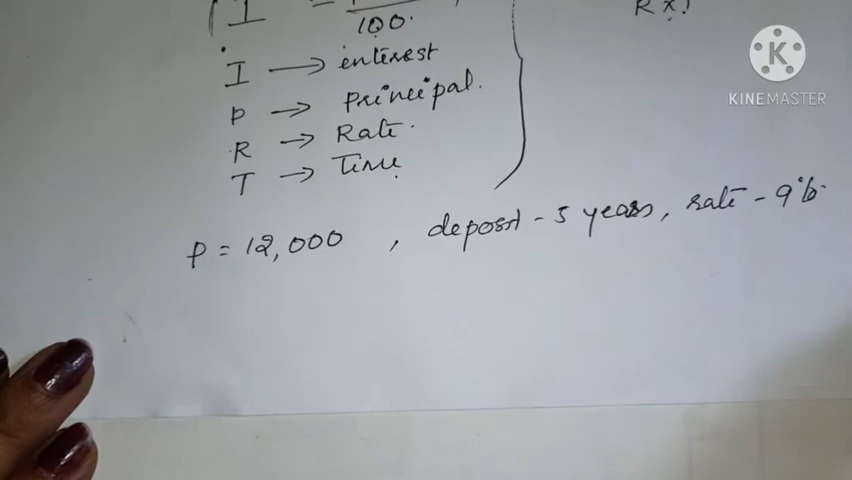 I =
100.
R x
I → interest
P → Principal.
R → Rate.
T → Time
P = 12,000 , deposit - 5 years, rate - 9%.
K
KINEMASTER